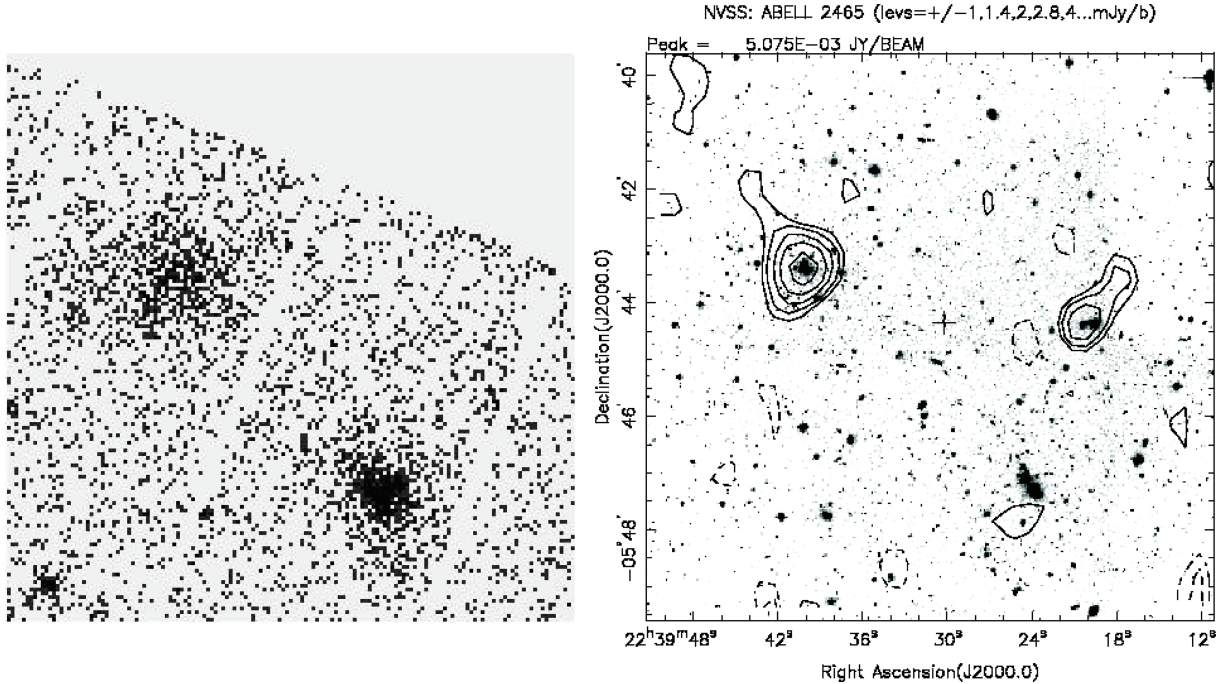 NVSS: ABELL 2465 (levs=+/-1,1.4,2,2.8,4...mJy/b)
Peak = 5.075E-03 JY/BEAM
40'
42'
44'
46'
-05°48'
Declination(J2000.0)
22ʰ39ᵐ48ˢ 42ˢ 36ˢ 30ˢ 24ˢ 18ˢ 12ˢ
Right Ascension(J2000.0)